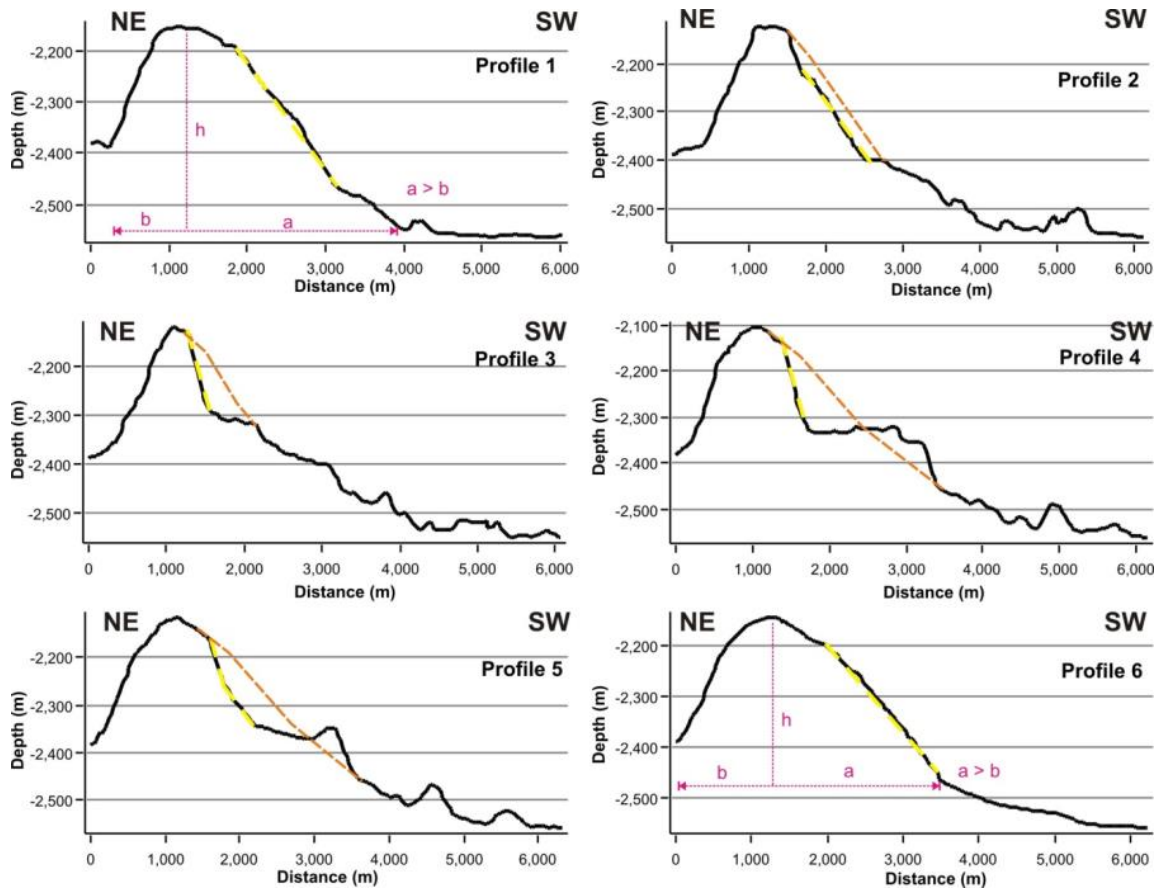 NE SW
Profile 1
Depth (m)
-2,200
-2,300
-2,400
-2,500
h
b a
a > b
0 1,000 2,000 3,000 4,000 5,000 6,000
Distance (m)
NE SW
Profile 2
Depth (m)
-2,200
-2,300
-2,400
-2,500
0 1,000 2,000 3,000 4,000 5,000 6,000
Distance (m)
NE SW
Profile 3
Depth (m)
-2,200
-2,300
-2,400
-2,500
0 1,000 2,000 3,000 4,000 5,000 6,000
Distance (m)
NE SW
Profile 4
Depth (m)
-2,100
-2,200
-2,300
-2,400
-2,500
0 1,000 2,000 3,000 4,000 5,000 6,000
Distance (m)
NE SW
Profile 5
Depth (m)
-2,200
-2,300
-2,400
-2,500
0 1,000 2,000 3,000 4,000 5,000 6,000
Distance (m)
NE SW
Profile 6
Depth (m)
-2,200
-2,300
-2,400
-2,500
h
b a a > b
0 1,000 2,000 3,000 4,000 5,000 6,000
Distance (m)